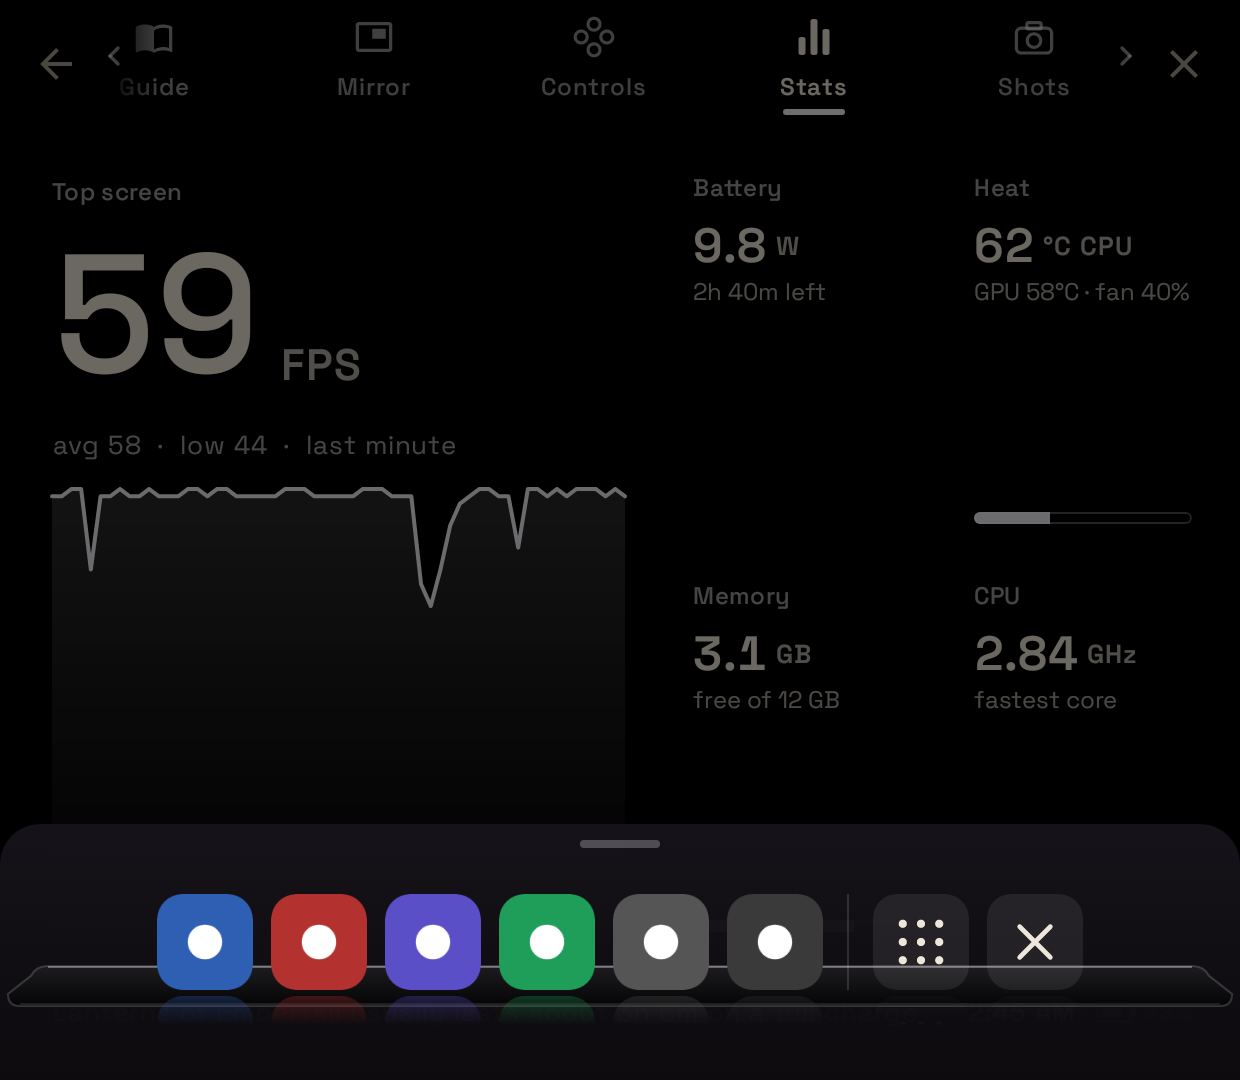 Guide
Mirror
Controls
Stats
Shots
Top screen
59 FPS
avg 58 · low 44 · last minute
Battery
9.8 W
2h 40m left
Heat
62 °C CPU
GPU 58°C · fan 40%
Memory
3.1 GB
free of 12 GB
CPU
2.84 GHz
fastest core